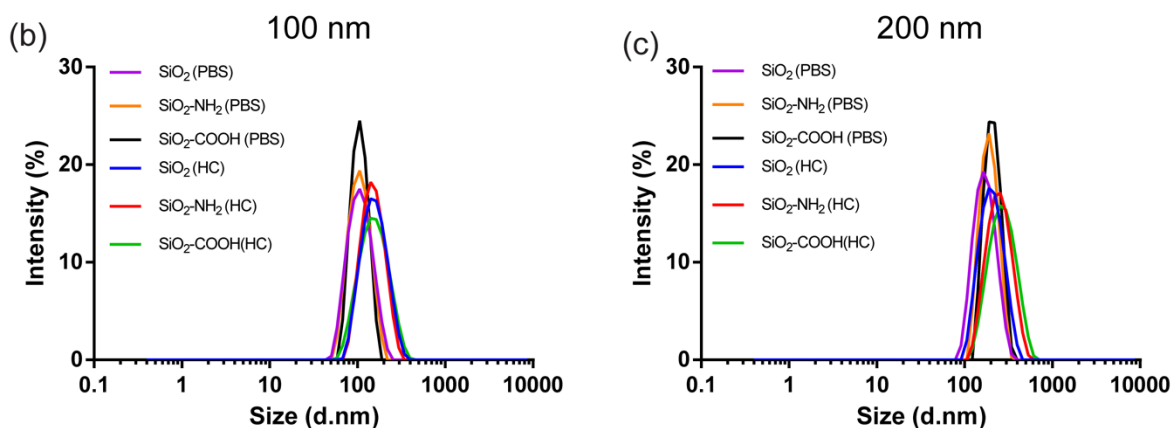 (b)
100 nm
30
20
10
0
Intensity (%)
SiO₂ (PBS)
SiO₂-NH₂ (PBS)
SiO₂-COOH (PBS)
SiO₂ (HC)
SiO₂-NH₂ (HC)
SiO₂-COOH(HC)
0.1 1 10 100 1000 10000
Size (d.nm)
(c)
200 nm
30
20
10
0
Intensity (%)
SiO₂ (PBS)
SiO₂-NH₂ (PBS)
SiO₂-COOH (PBS)
SiO₂ (HC)
SiO₂-NH₂ (HC)
SiO₂-COOH(HC)
0.1 1 10 100 1000 10000
Size (d.nm)